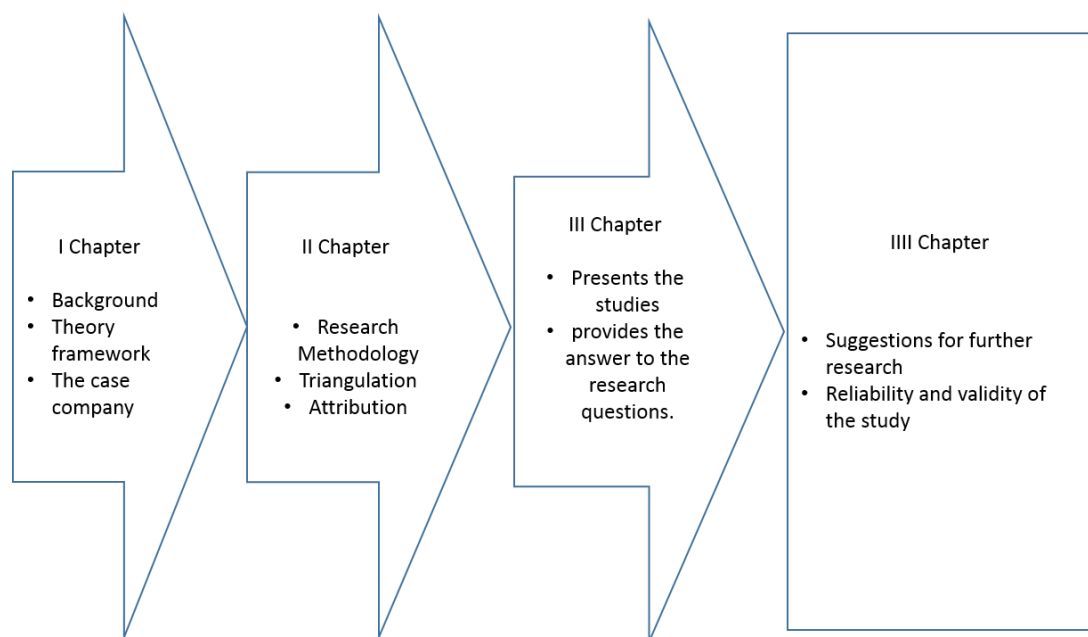 I Chapter
• Background
• Theory
framework
• The case
company
II Chapter
• Research
Methodology
• Triangulation
• Attribution
III Chapter
• Presents the
studies
• provides the
answer to the
research
questions.
IIII Chapter
• Suggestions for further
research
• Reliability and validity of
the study